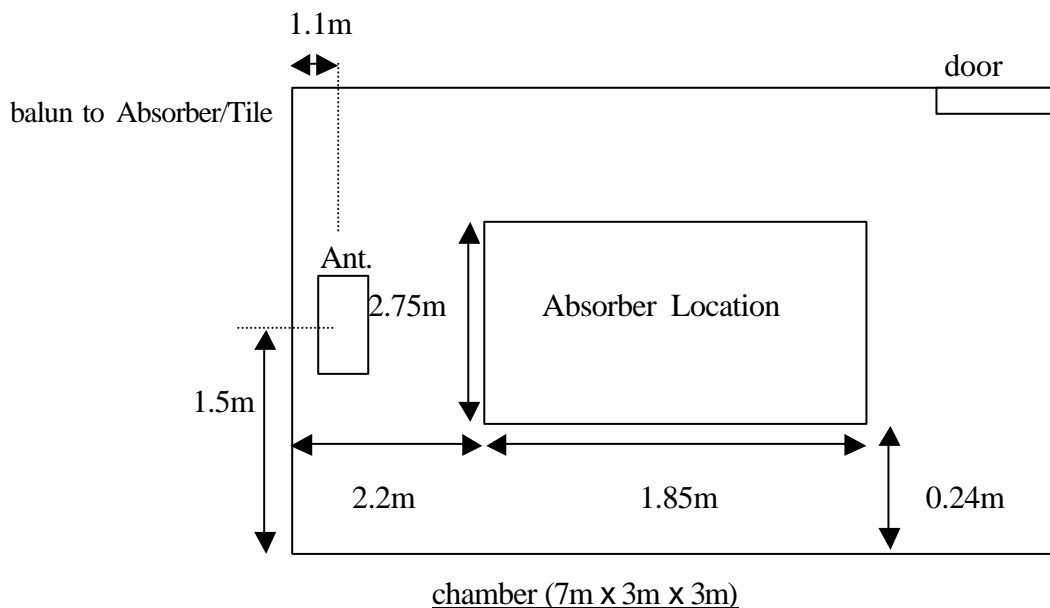 1.1m
door
balun to Absorber/Tile
Ant.
2.75m
Absorber Location
1.5m
2.2m
1.85m
0.24m
chamber (7m x 3m x 3m)